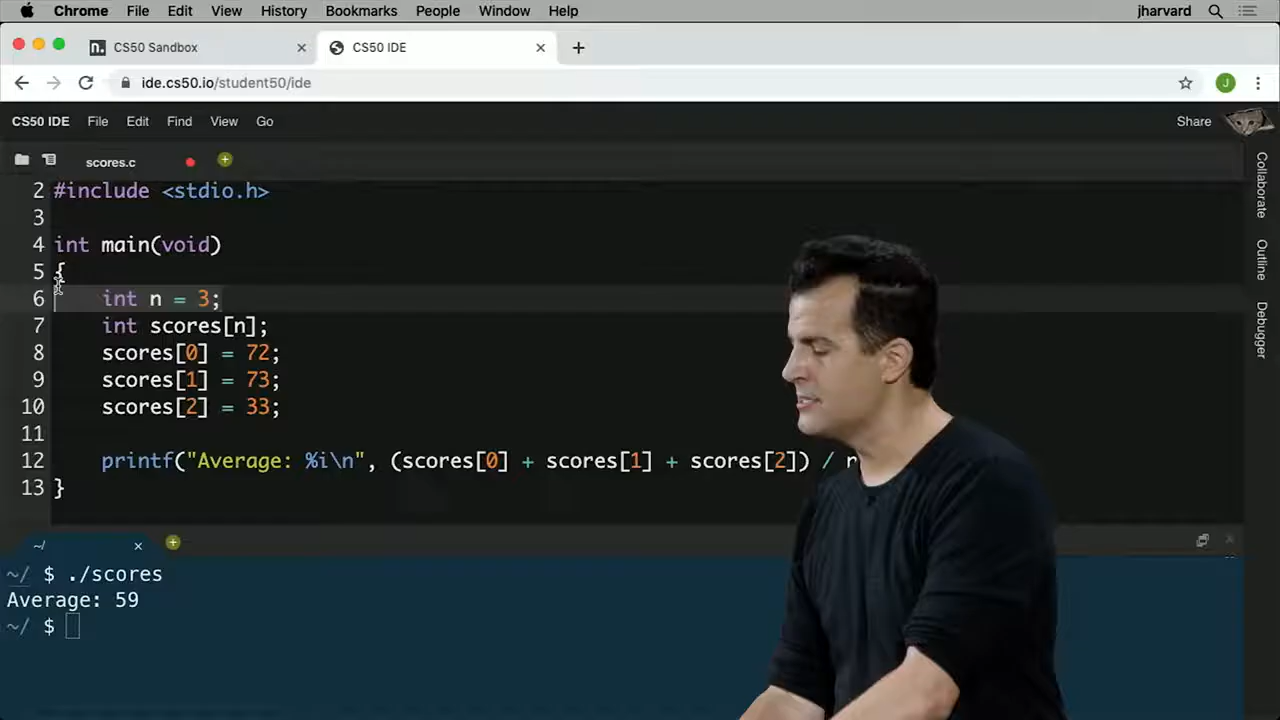 Chrome File Edit View History Bookmarks People Window Help jharvard
n. CS50 Sandbox CS50 IDE
ide.cs50.io/student50/ide J
CS50 IDE File Edit Find View Go Share
scores.c
2 #include <stdio.h>
3
4 int main(void)
5 {
6 int n = 3;
7 int scores[n];
8 scores[0] = 72;
9 scores[1] = 73;
10 scores[2] = 33;
11
12 printf("Average: %i\n", (scores[0] + scores[1] + scores[2]) /
13 }
Collaborate
Outline
Debugger
~/
~/ $ ./scores
Average: 59
~/ $